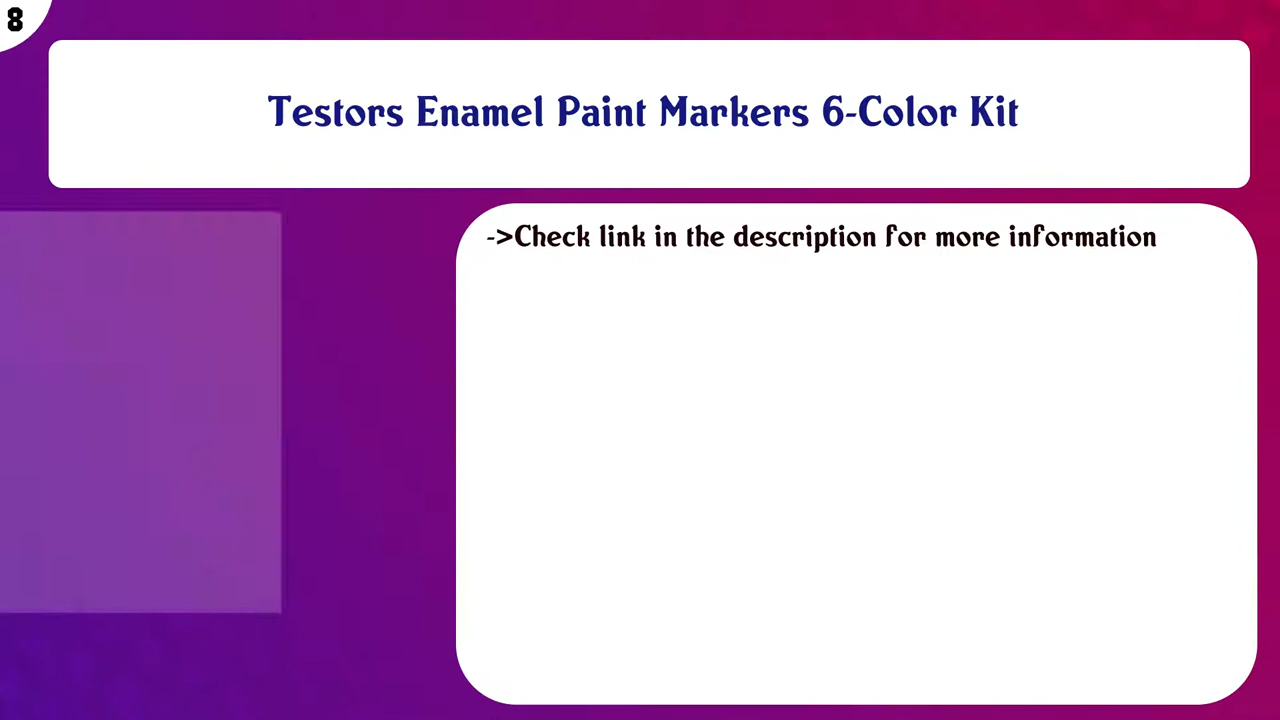 8
Testors Enamel Paint Markers 6-Color Kit
->Check link in the description for more information